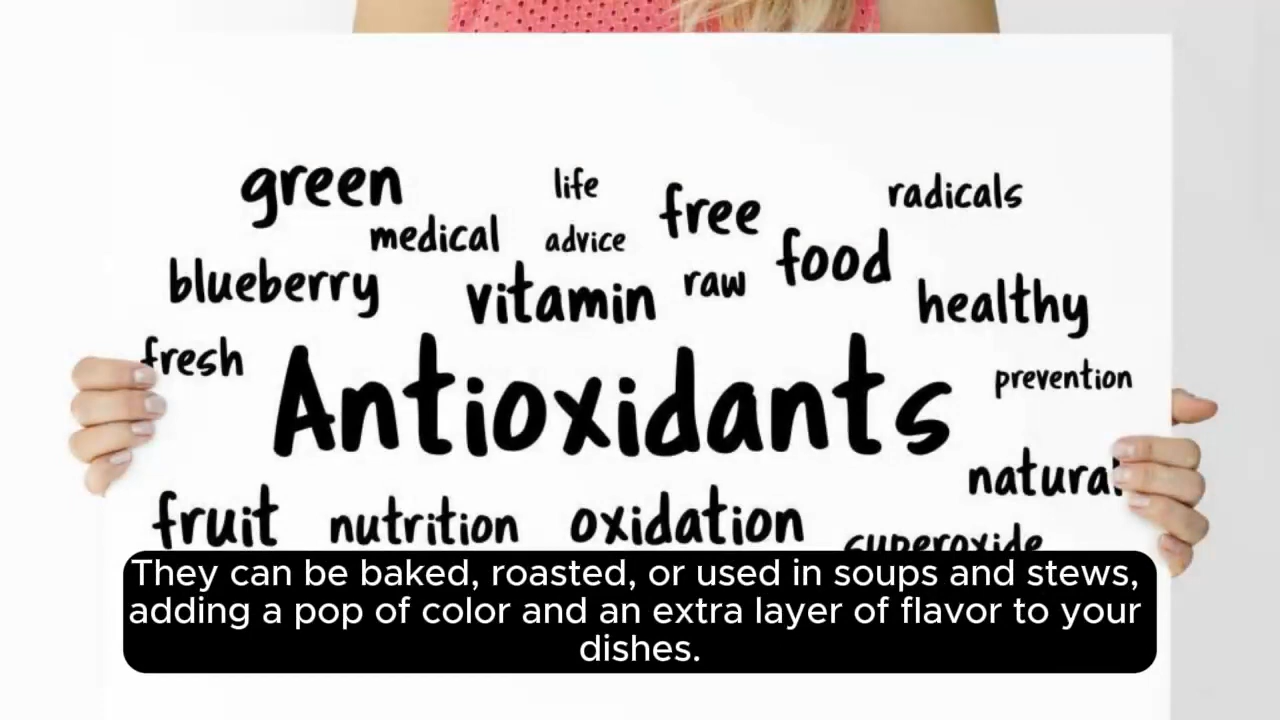 green life free radicals
medical advice
blueberry vitamin raw food healthy
fresh Antioxidants prevention
natural
fruit nutrition oxidation superoxide
They can be baked, roasted, or used in soups and stews,
adding a pop of color and an extra layer of flavor to your
dishes.